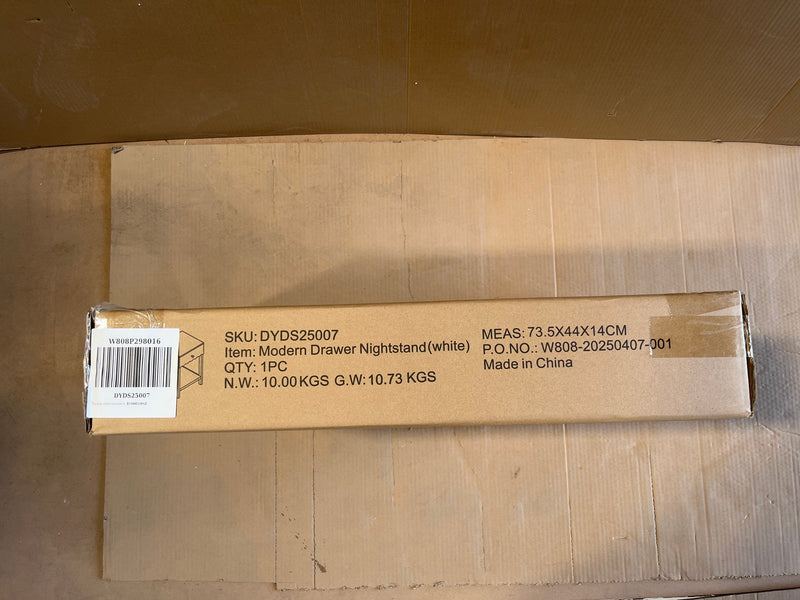 W808P298016
DYDS25007
SKU: DYDS25007
Item: Modern Drawer Nightstand(white)
QTY: 1PC
N.W.: 10.00KGS G.W:10.73 KGS
MEAS: 73.5X44X14CM
P.O.NO.: W808-20250407-001
Made in China